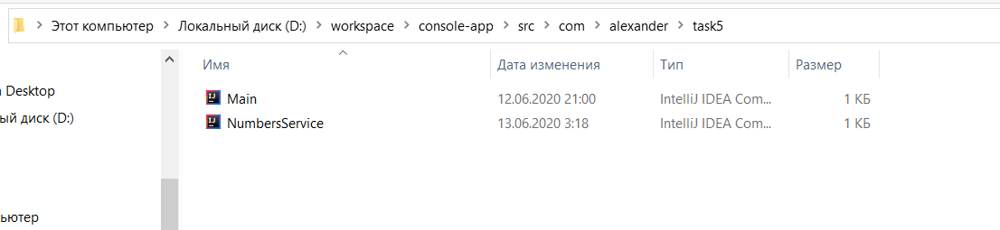 Этот компьютер > Локальный диск (D:) > workspace > console-app > src > com > alexander > task5
Имя Дата изменения Тип Размер
Desktop
ый диск (D:)
Main 12.06.2020 21:00 IntelliJ IDEA Com... 1 КБ
NumbersService 13.06.2020 3:18 IntelliJ IDEA Com... 1 КБ
ьютер